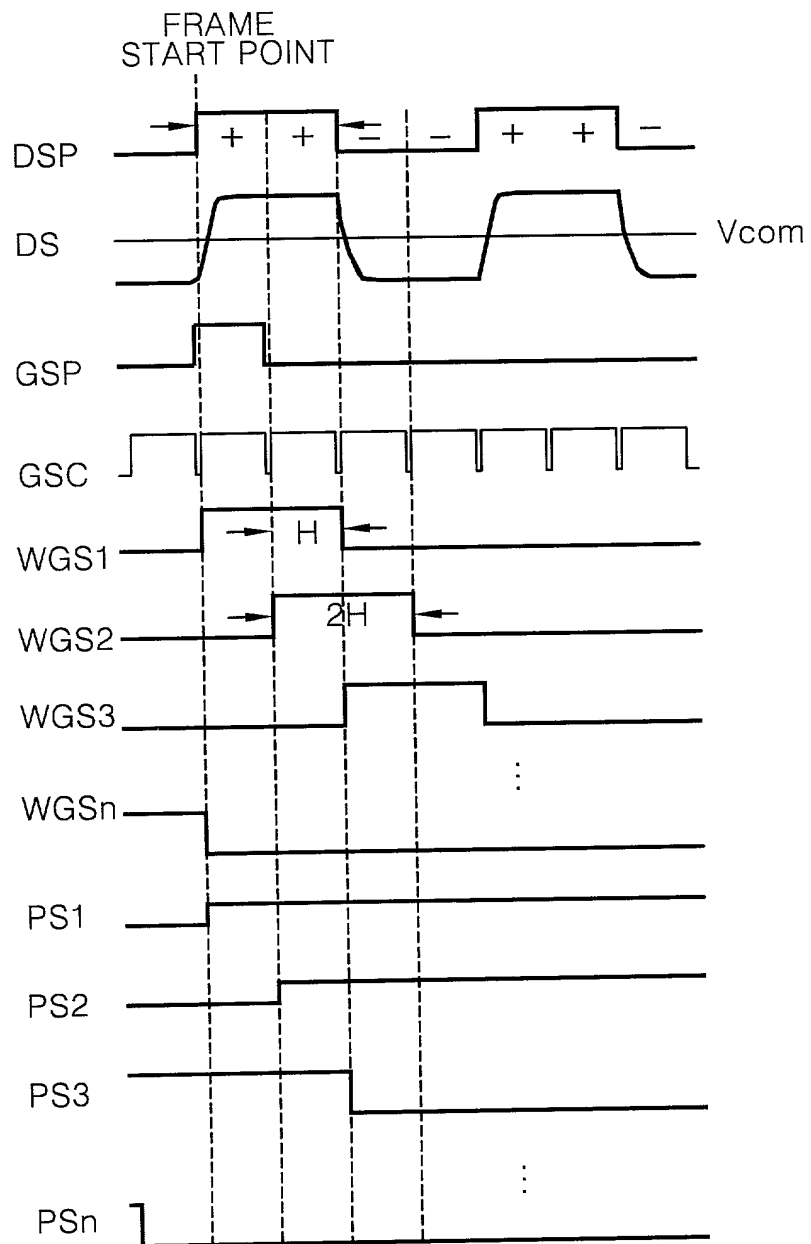 FRAME
START POINT
DSP + + − − + + −
DS Vcom
GSP
GSC
WGS1 H
WGS2 2H
WGS3
⋮
WGSn
PS1
PS2
PS3
⋮
PSn